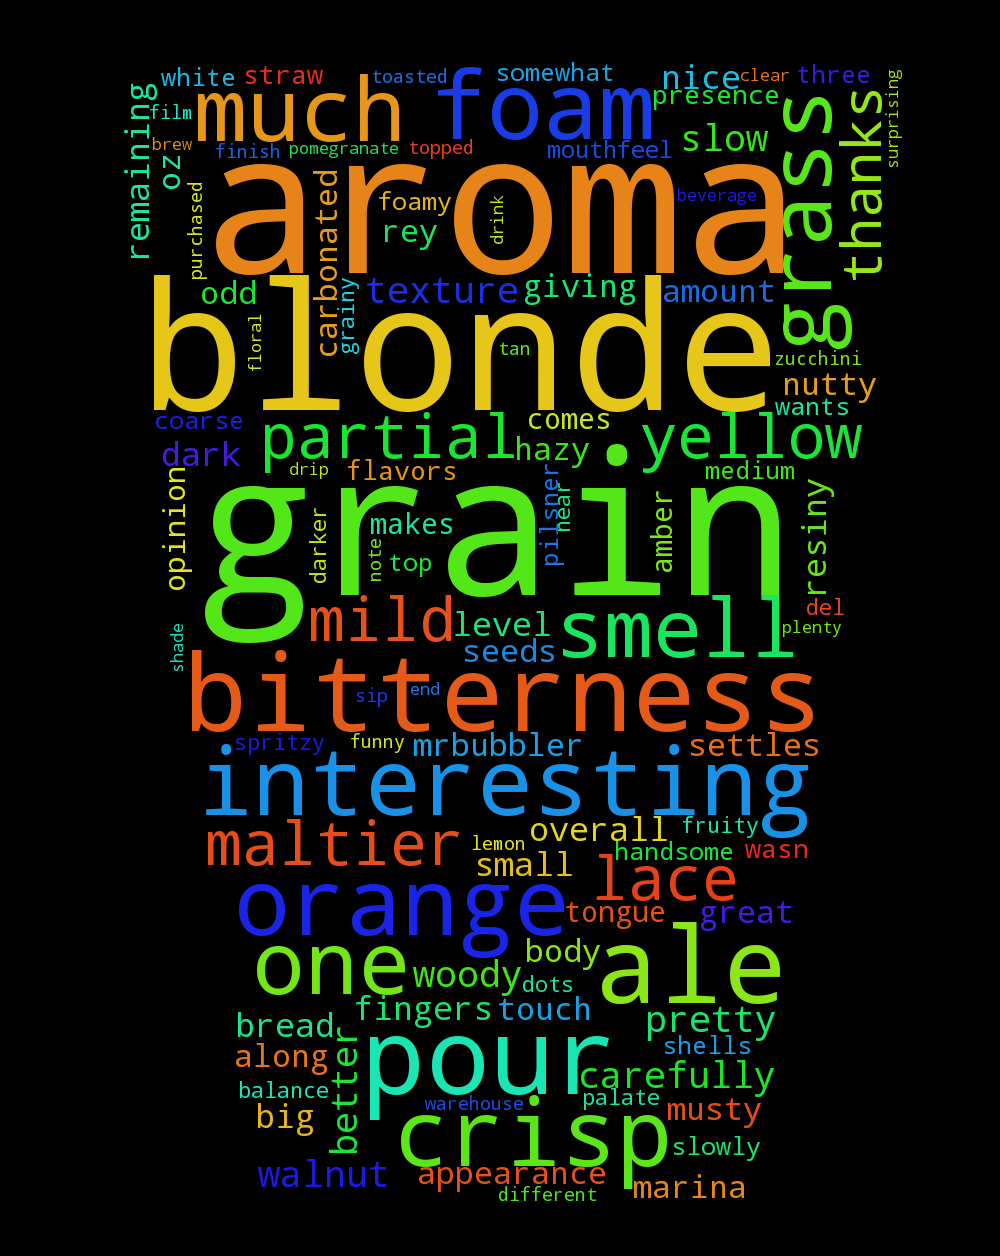 white straw toasted somewhat nice clear three
remaining film much foam presence grass thanks surprising
brew oz finish pomegranate topped mouthfeel slow
aroma
purchased carbonated foamy rey drink beverage
odd grainy texture giving amount
blonde
floral tan zucchini
nutty
coarse partial comes yellow wants
dark hazy
opinion drip flavors pilsner near medium resiny
grain
darker makes amber
note top
shade mild level smell del
seeds plenty
bitterness
sip end
spritzy funny mrbubbler settles
interesting
maltier lemon overall fruity
small handsome wasn
orange lace
tongue great
one woody body ale
dots
bread fingers touch pretty
along better pour shells
balance carefully
big warehouse palate musty
crisp slowly
walnut appearance marina
different